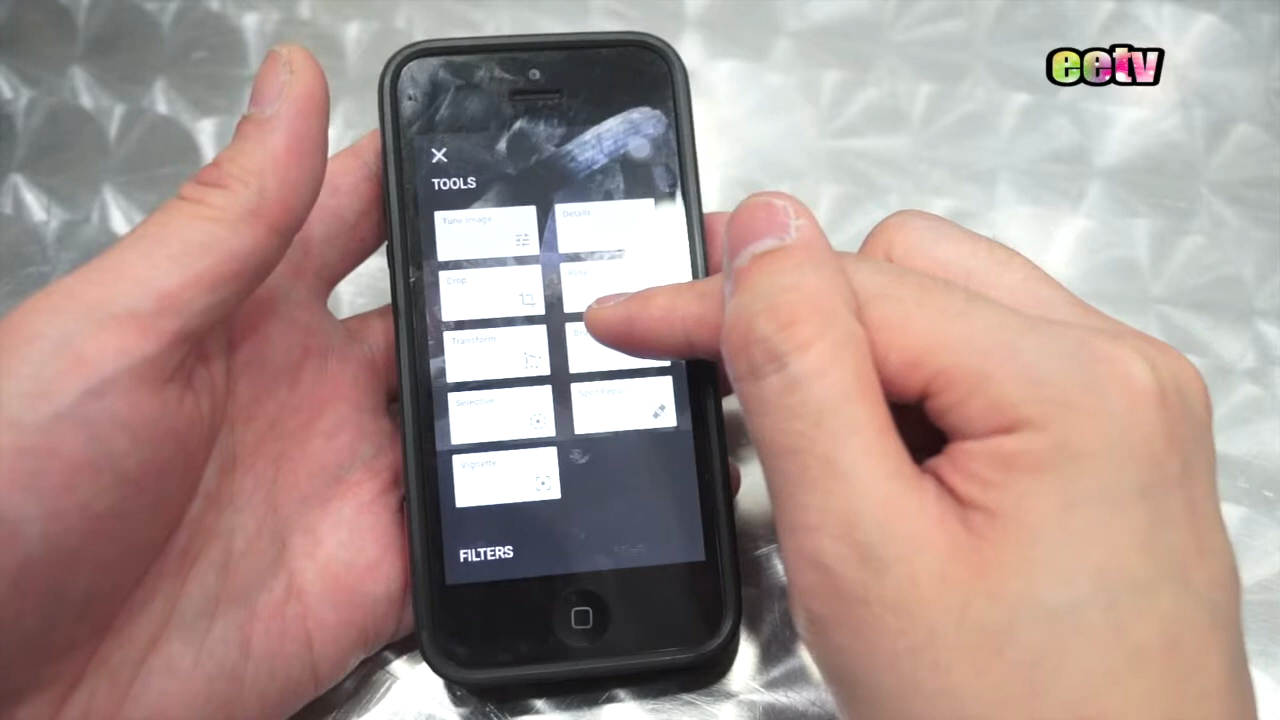 eetv
TOOLS
Tune Image
Details
Crop
Transform
Selective
Spot Repair
Vignette
FILTERS